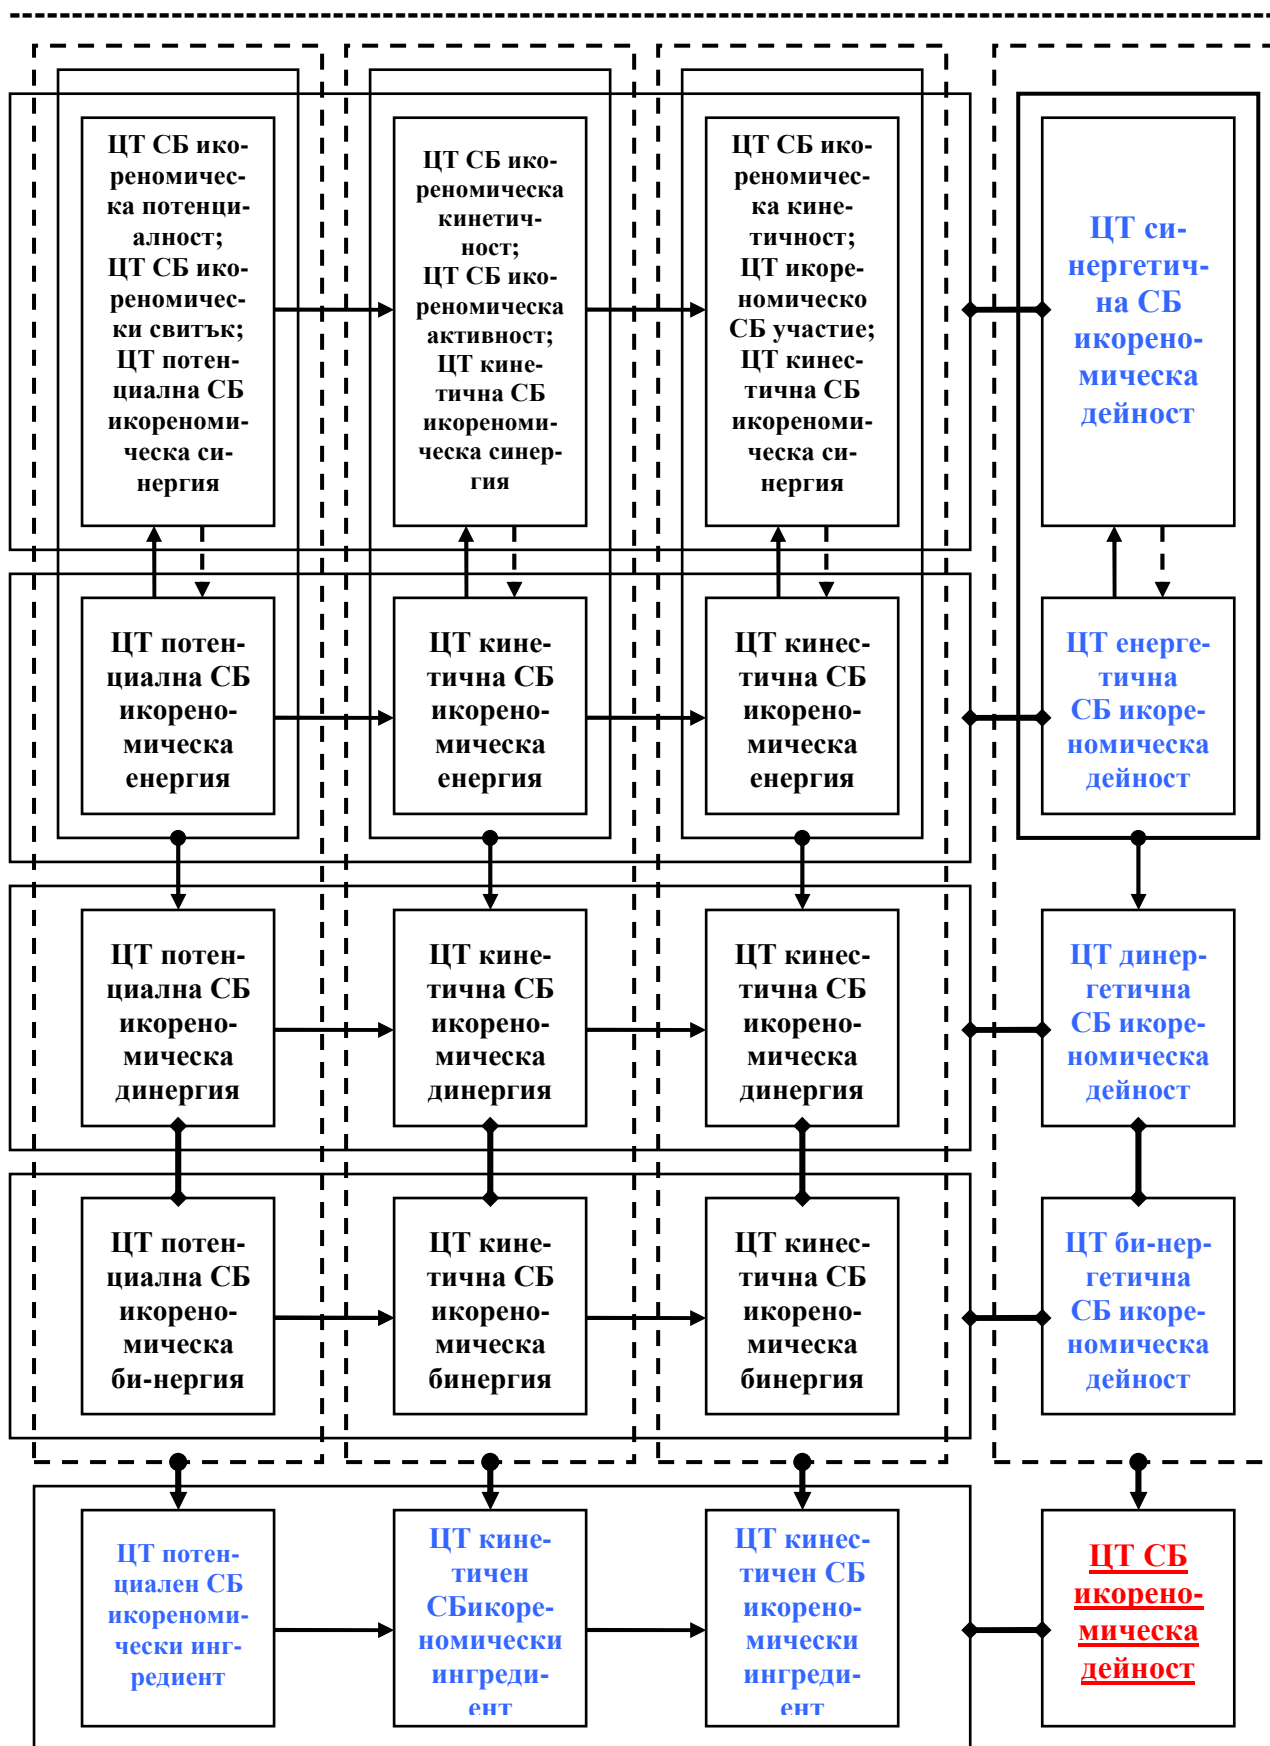 ЦТ СБ ико-
реномичес-
ка потенци-
алност;
ЦТ СБ ико-
реномичес-
ки свитък;
ЦТ потен-
циална СБ
икореноми-
ческа си-
нергия
ЦТ СБ ико-
реномическа
кинетич-
ност;
ЦТ СБ ико-
реномическа
активност;
ЦТ кине-
тична СБ
икореноми-
ческа синер-
гия
ЦТ СБ ико-
реномичес-
ка кине-
тичност;
ЦТ икоре-
номическо
СБ участие;
ЦТ кинес-
тична СБ
икореноми-
ческа си-
нергия
ЦТ си-
нергетич-
на СБ
икорено-
мическа
дейност
ЦТ потен-
циална СБ
икорено-
мическа
енергия
ЦТ кине-
тична СБ
икорено-
мическа
енергия
ЦТ кинес-
тична СБ
икорено-
мическа
енергия
ЦТ енерге-
тична
СБ икоре-
номическа
дейност
ЦТ потен-
циална СБ
икорено-
мическа
динергия
ЦТ кине-
тична СБ
икорено-
мическа
динергия
ЦТ кинес-
тична СБ
икорено-
мическа
динергия
ЦТ динер-
гетична
СБ икоре-
номическа
дейност
ЦТ потен-
циална СБ
икорено-
мическа
би-нергия
ЦТ кине-
тична СБ
икорено-
мическа
бинергия
ЦТ кинес-
тична СБ
икорено-
мическа
бинергия
ЦТ би-нер-
гетична
СБ икоре-
номическа
дейност
ЦТ потен-
циален СБ
икореноми-
чески инг-
редиент
ЦТ кине-
тичен
СБикоре-
номически
ингреди-
ент
ЦТ кинес-
тичен СБ
икорено-
мически
ингреди-
ент
ЦТ СБ
икорено-
мическа
дейност